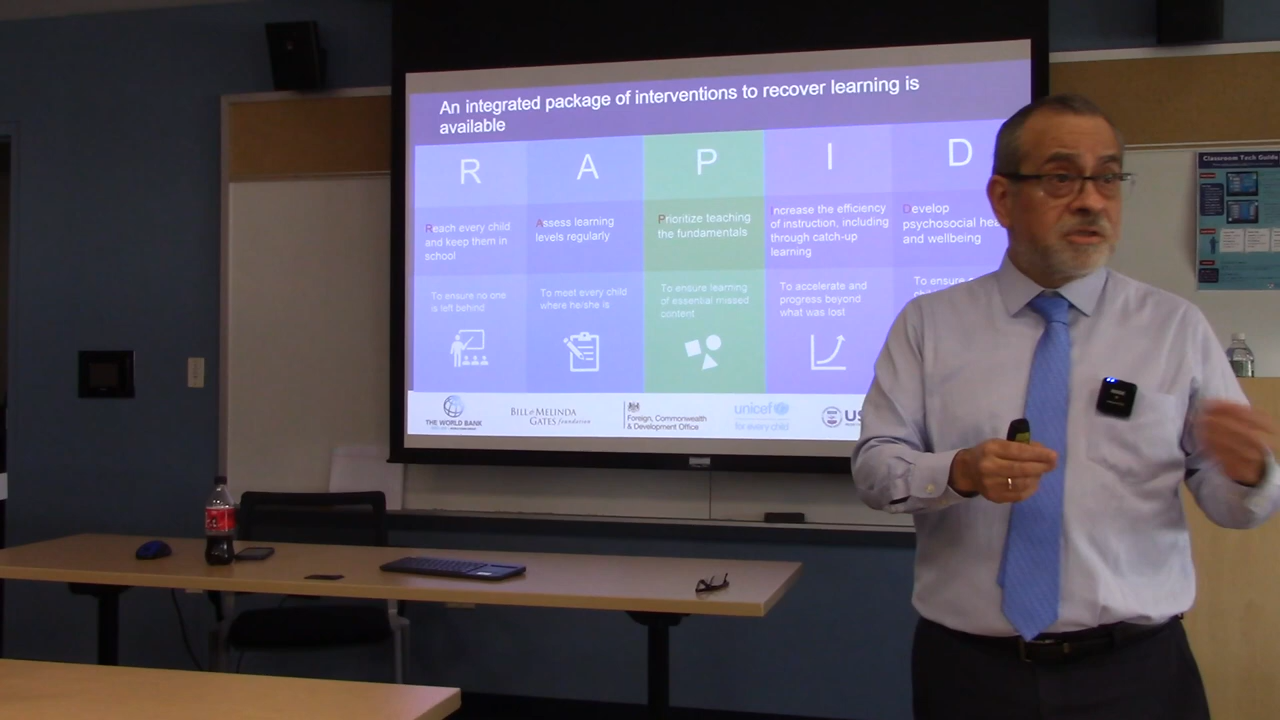 An integrated package of interventions to recover learning is
available
R
A
P
I
D
Reach every child
and keep them in
school
Assess learning
levels regularly
Prioritize teaching
the fundamentals
Increase the efficiency
of instruction, including
through catch-up
learning
Develop
psychosocial hea
and wellbeing
To ensure no one
is left behind
To meet every child
where he/she is
To ensure learning
of essential missed
content
To accelerate and
progress beyond
what was lost
To ensure
THE WORLD BANK
BILL & MELINDA
GATES foundation
Foreign, Commonwealth
& Development Office
unicef
for every child
US
Classroom Tech Guide